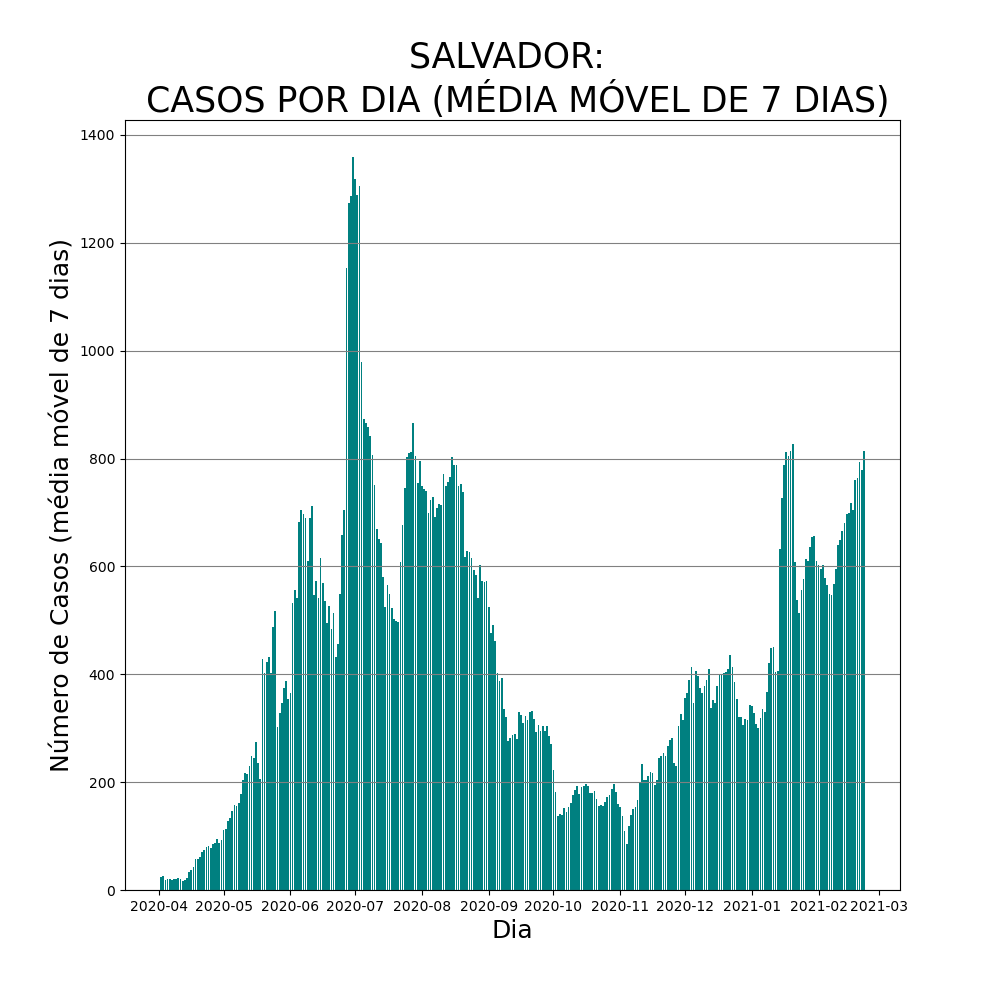 SALVADOR:
CASOS POR DIA (MÉDIA MÓVEL DE 7 DIAS)
Número de Casos (média móvel de 7 dias)
1400
1200
1000
800
600
400
200
0
2020-04 2020-05 2020-06 2020-07 2020-08 2020-09 2020-10 2020-11 2020-12 2021-01 2021-02 2021-03
Dia